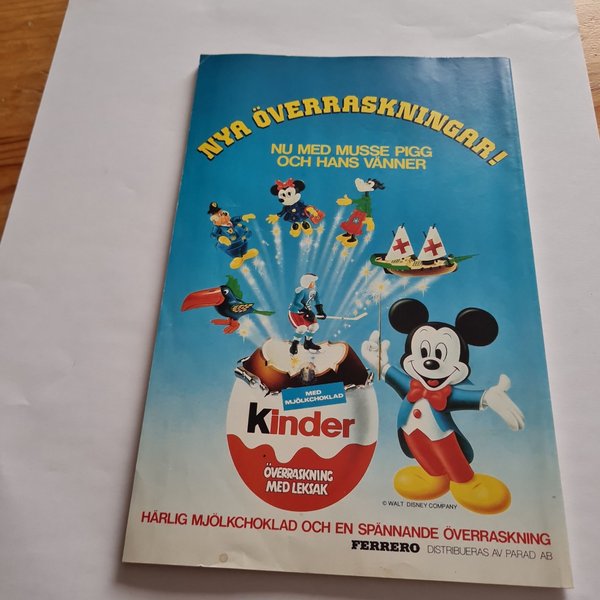 NYA ÖVERRASKNINGAR!
NU MED MUSSE PIGG
OCH HANS VÄNNER
MED
MJÖLKCHOKLAD
Kinder
ÖVERRASKNING
MED LEKSAK
© WALT DISNEY COMPANY
HÄRLIG MJÖLKCHOKLAD OCH EN SPÄNNANDE ÖVERRASKNING
FERRERO DISTRIBUERAS AV PARAD AB